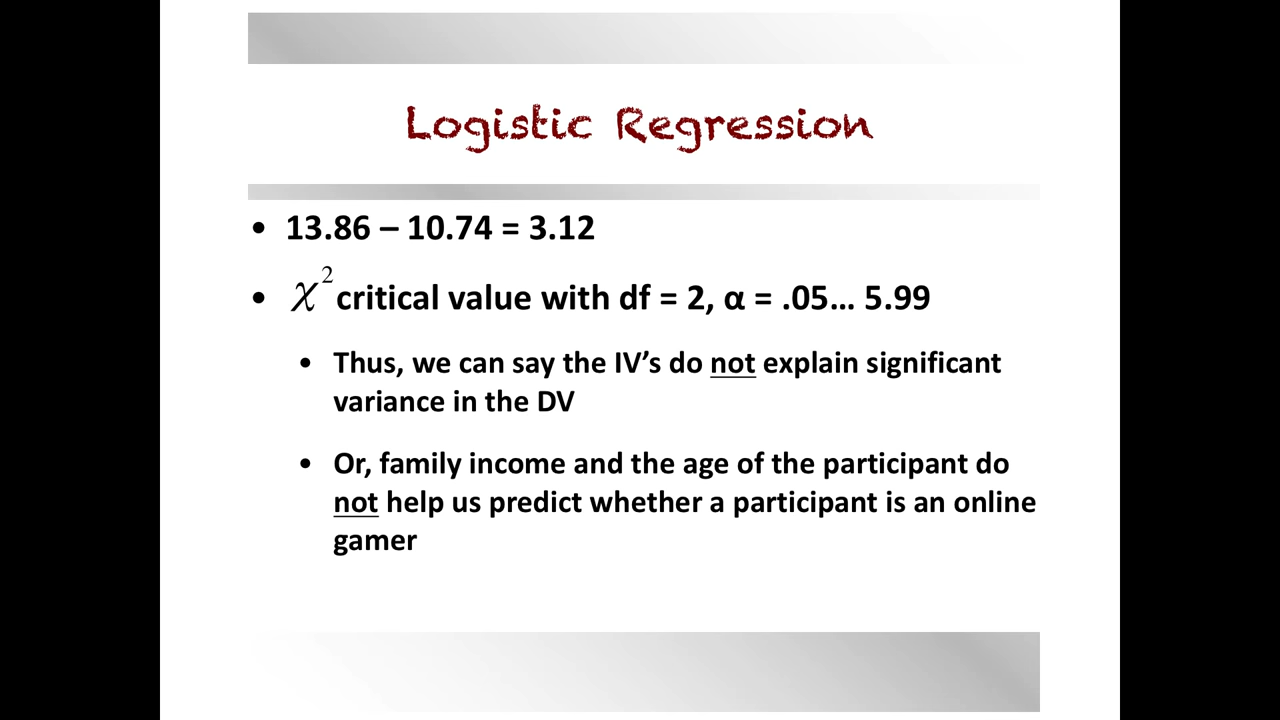 Logistic Regression
• 13.86 – 10.74 = 3.12
• χ² critical value with df = 2, α = .05... 5.99
• Thus, we can say the IV’s do not explain significant
variance in the DV
• Or, family income and the age of the participant do
not help us predict whether a participant is an online
gamer